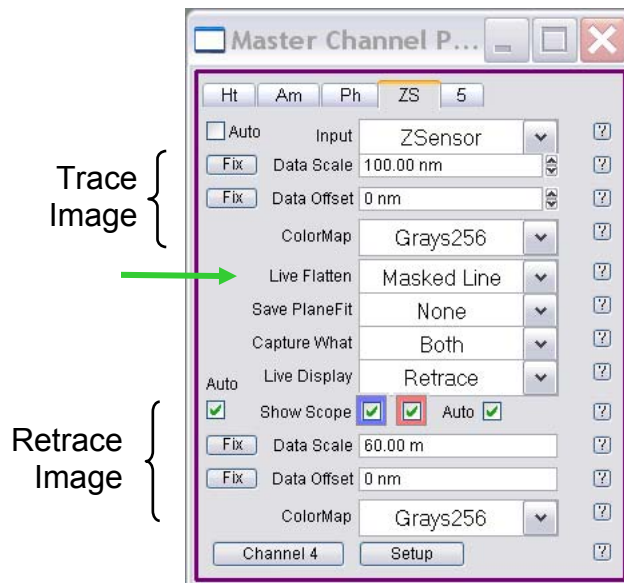 Master Channel P...
Ht Am Ph ZS 5
Auto Input ZSensor ?
Fix Data Scale 100.00 nm ?
Fix Data Offset 0 nm ?
Trace
Image
ColorMap Grays256 ?
Live Flatten Masked Line ?
Save PlaneFit None ?
Capture What Both ?
Auto Live Display Retrace ?
Show Scope Auto ?
Retrace
Image
Fix Data Scale 60.00 m ?
Fix Data Offset 0 nm ?
ColorMap Grays256 ?
Channel 4 Setup ?